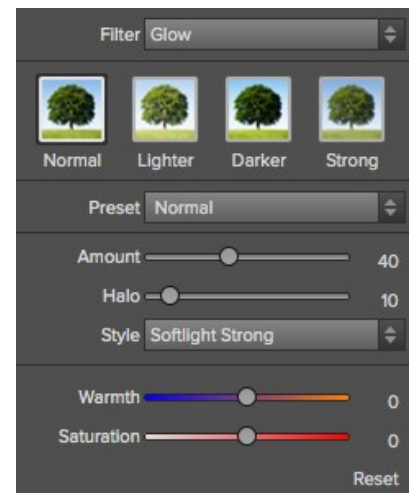 Filter Glow
Normal Lighter Darker Strong
Preset Normal
Amount 40
Halo 10
Style Softlight Strong
Warmth 0
Saturation 0
Reset